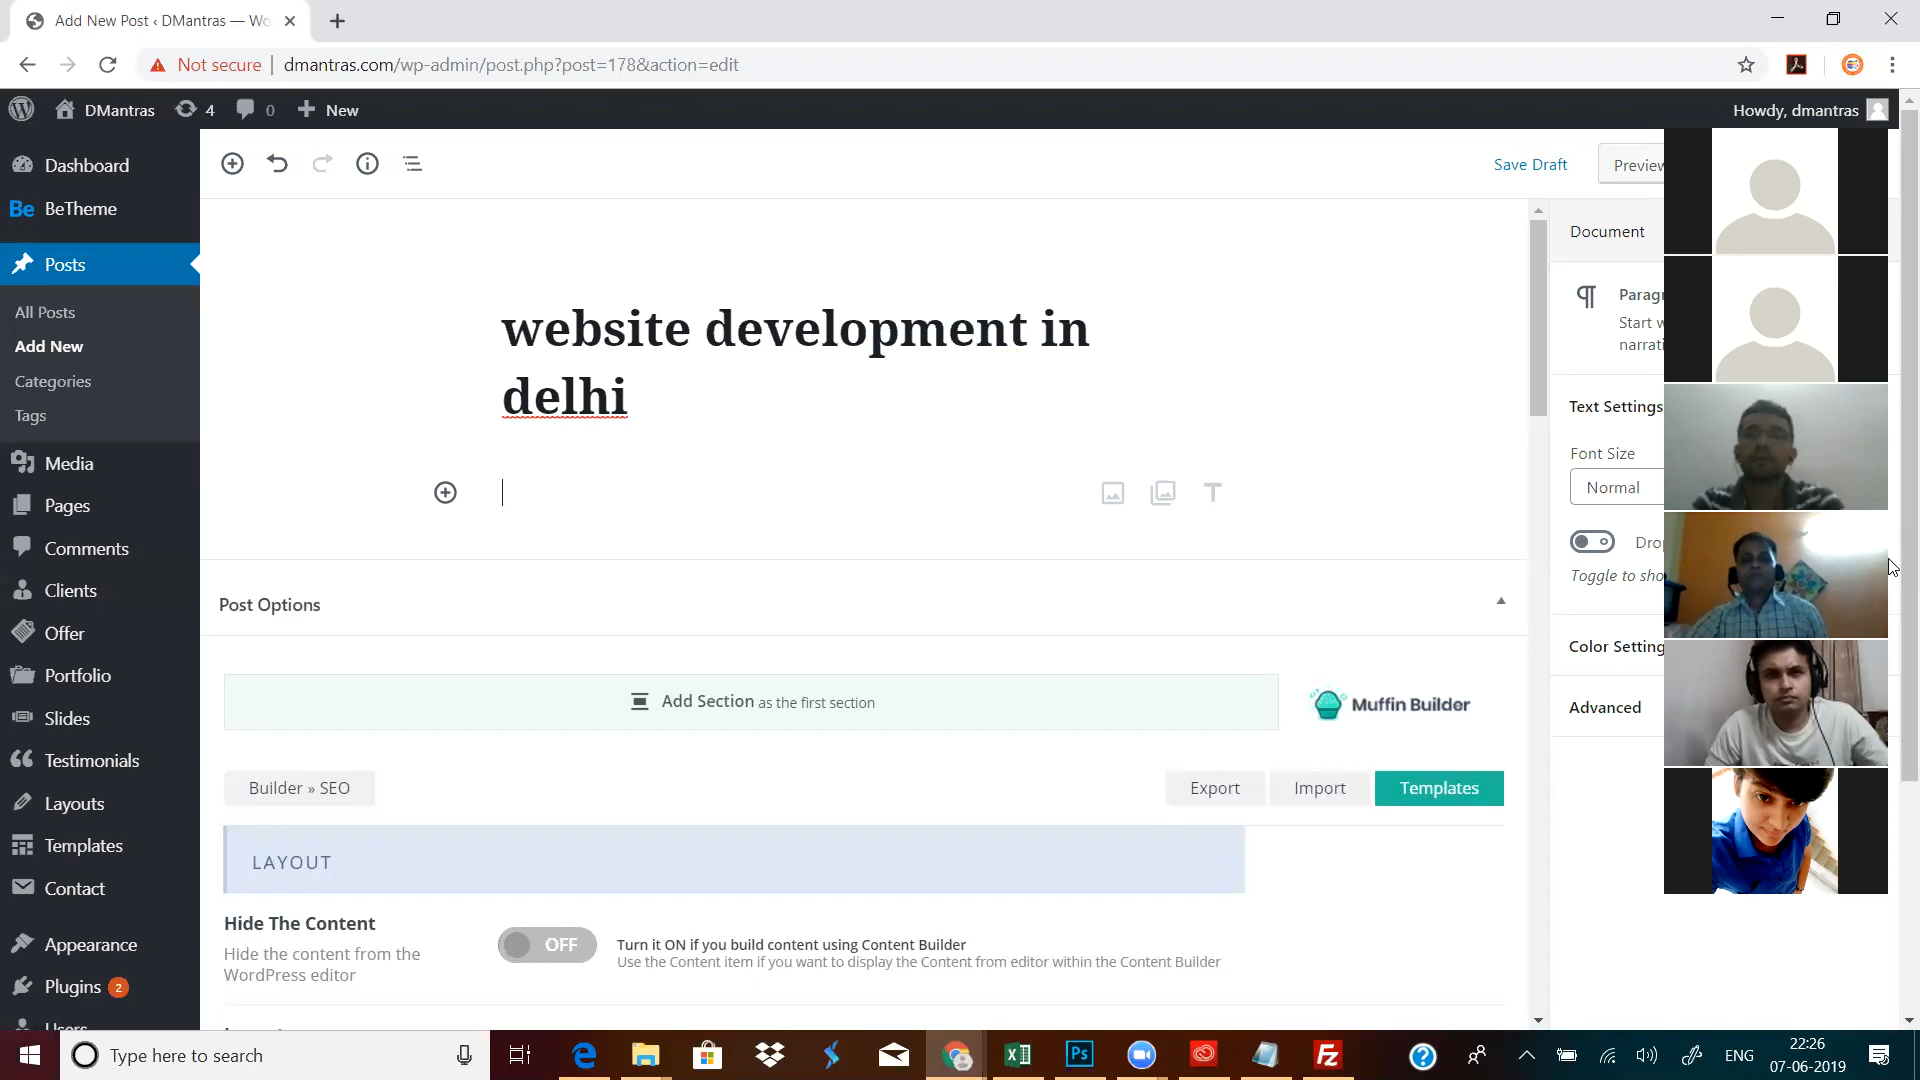 Add New Post ‹ DMantras — Wo
Not secure | dmantras.com/wp-admin/post.php?post=178&action=edit
DMantras 4 0 New
Howdy, dmantras
Dashboard
BeTheme
Posts
All Posts
Add New
Categories
Tags
Media
Pages
Comments
Clients
Offer
Portfolio
Slides
Testimonials
Layouts
Templates
Contact
Appearance
Plugins 2
Users
Save Draft
Preview
website development in
delhi
Post Options
Add Section as the first section
Muffin Builder
Builder » SEO
Export
Import
Templates
LAYOUT
Hide The Content
Hide the content from the
WordPress editor
OFF
Turn it ON if you build content using Content Builder
Use the Content item if you want to display the Content from editor within the Content Builder
Document
Paragr
Start w
narrati
Text Settings
Font Size
Normal
Drop
Toggle to sho
Color Setting
Advanced
Type here to search
ENG
22:26
07-06-2019